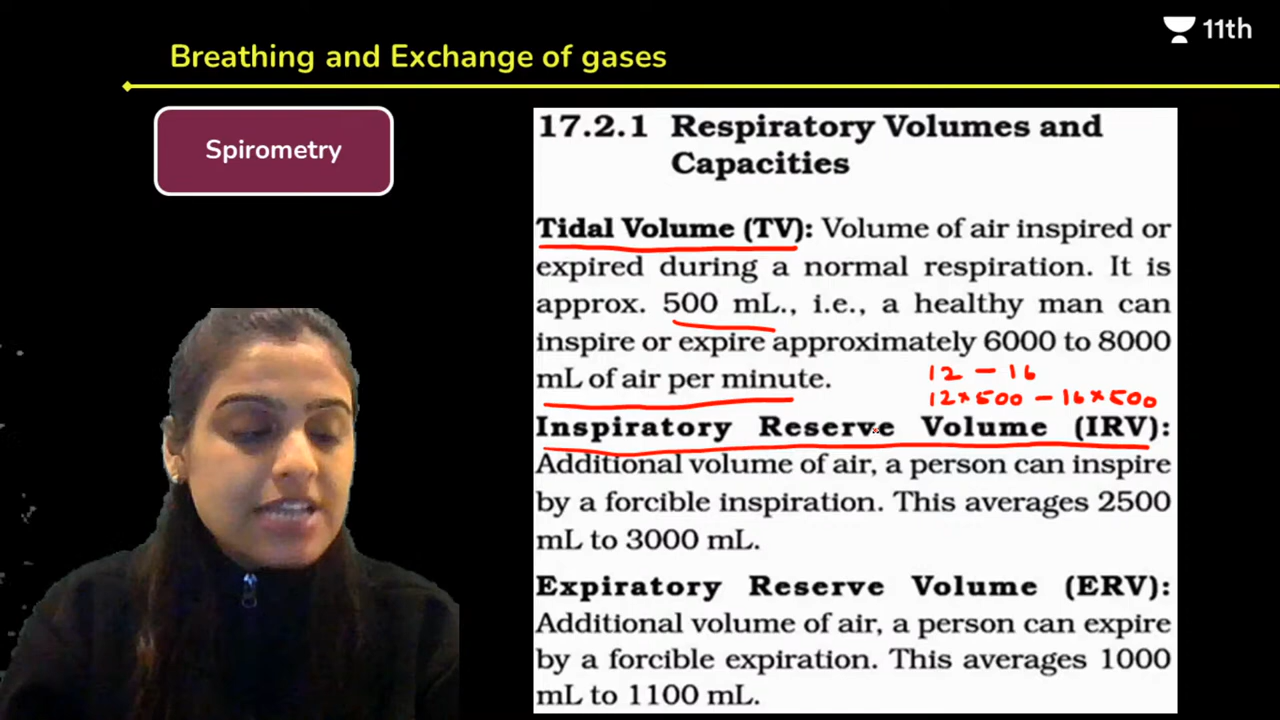 11th
Breathing and Exchange of gases
Spirometry
17.2.1 Respiratory Volumes and
Capacities
Tidal Volume (TV): Volume of air inspired or
expired during a normal respiration. It is
approx. 500 mL., i.e., a healthy man can
inspire or expire approximately 6000 to 8000
mL of air per minute.
12 – 16
12×500 – 16×500
Inspiratory Reserve Volume (IRV):
Additional volume of air, a person can inspire
by a forcible inspiration. This averages 2500
mL to 3000 mL.
Expiratory Reserve Volume (ERV):
Additional volume of air, a person can expire
by a forcible expiration. This averages 1000
mL to 1100 mL.